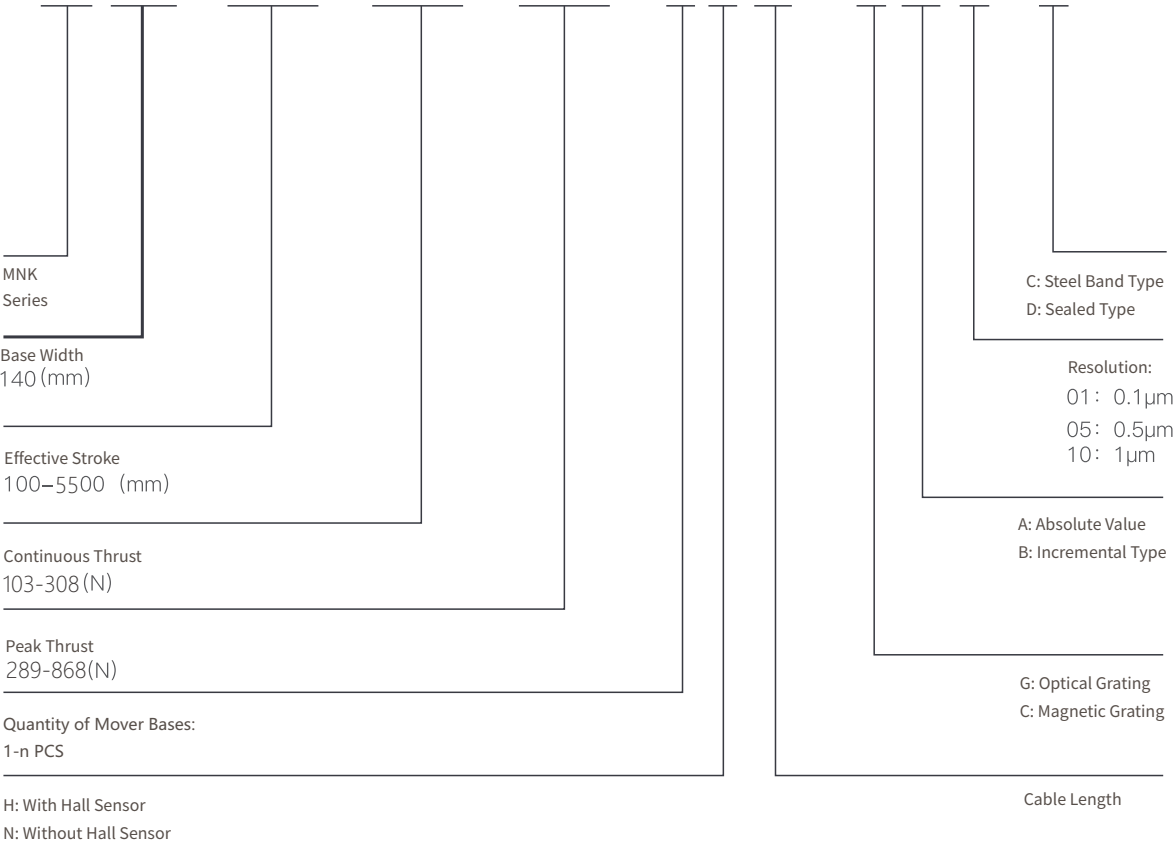 MNK
Series
Base Width
140 (mm)
Effective Stroke
100–5500 (mm)
Continuous Thrust
103-308 (N)
Peak Thrust
289-868(N)
Quantity of Mover Bases:
1-n PCS
H: With Hall Sensor
N: Without Hall Sensor
C: Steel Band Type
D: Sealed Type
Resolution:
01: 0.1μm
05: 0.5μm
10: 1μm
A: Absolute Value
B: Incremental Type
G: Optical Grating
C: Magnetic Grating
Cable Length